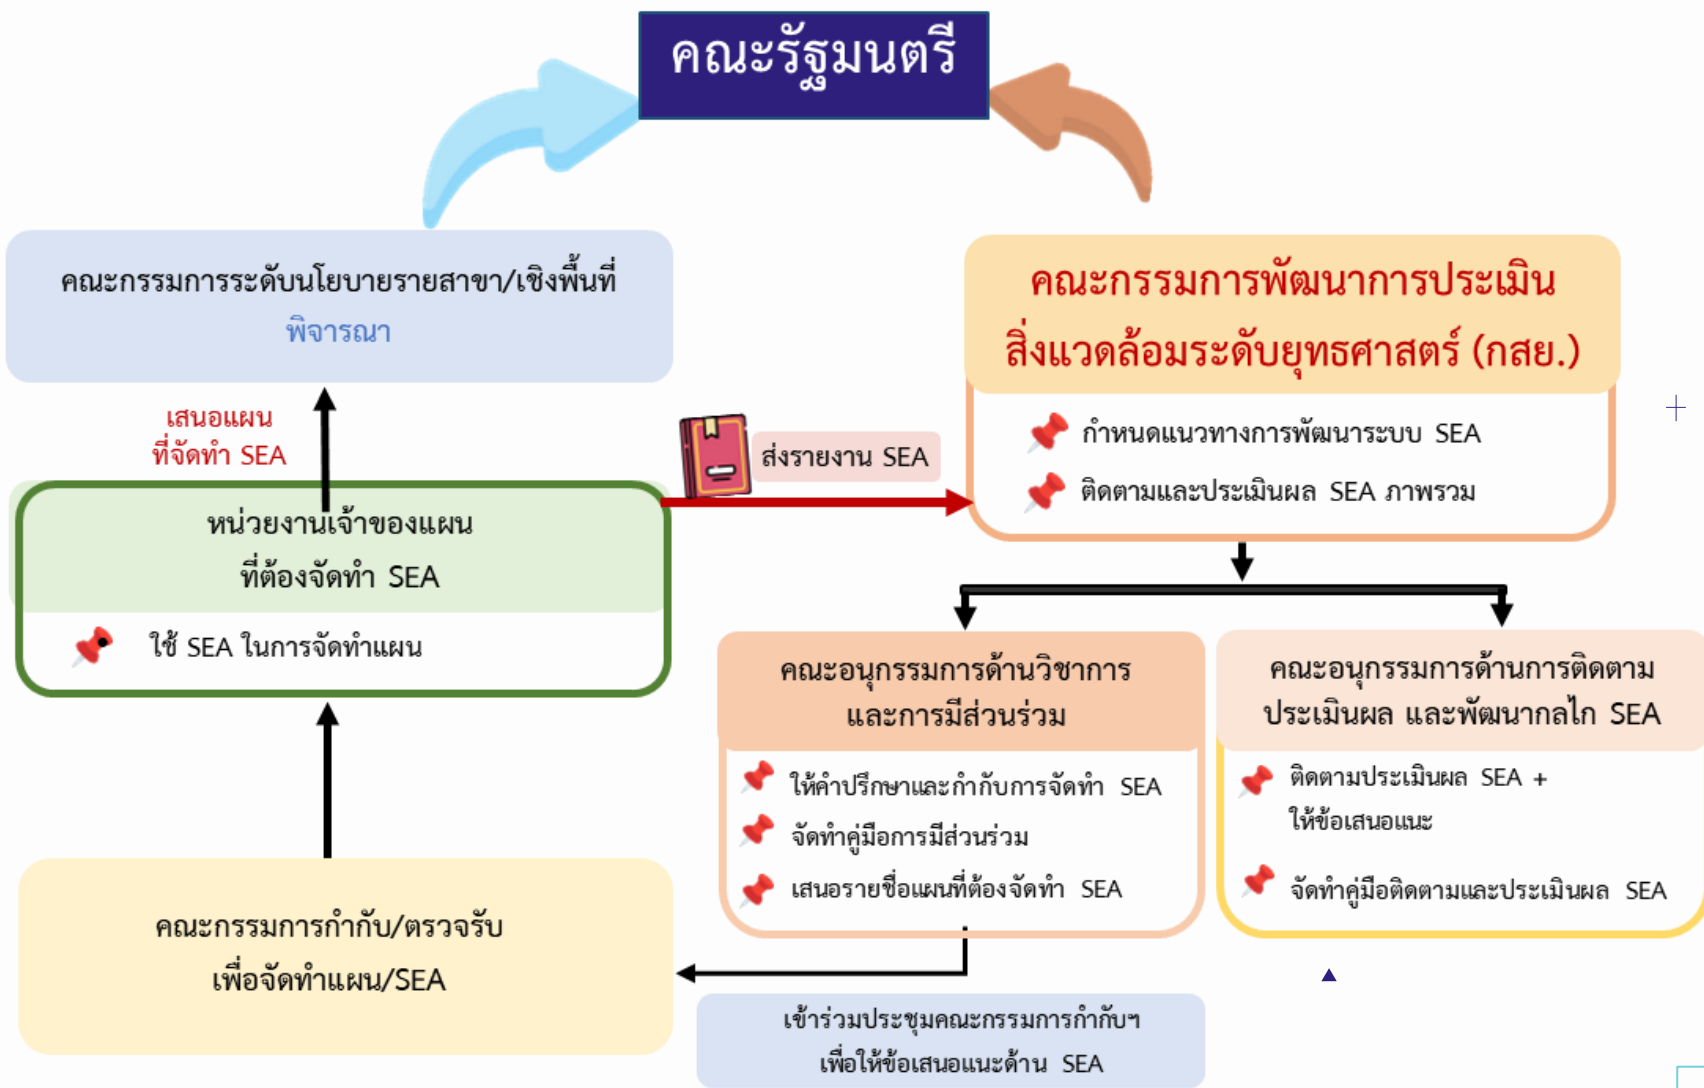 คณะรัฐมนตรี
คณะกรรมการระดับนโยบายรายสาขา/เชิงพื้นที่
พิจารณา
คณะกรรมการพัฒนาการประเมิน
สิ่งแวดล้อมระดับยุทธศาสตร์ (กสย.)
กำหนดแนวทางการพัฒนาระบบ SEA
ติดตามและประเมินผล SEA ภาพรวม
เสนอแผน
ที่จัดทำ SEA
ส่งรายงาน SEA
หน่วยงานเจ้าของแผน
ที่ต้องจัดทำ SEA
ใช้ SEA ในการจัดทำแผน
คณะอนุกรรมการด้านวิชาการ
และการมีส่วนร่วม
ให้คำปรึกษาและกำกับการจัดทำ SEA
จัดทำคู่มือการมีส่วนร่วม
เสนอรายชื่อแผนที่ต้องจัดทำ SEA
คณะอนุกรรมการด้านการติดตาม
ประเมินผล และพัฒนากลไก SEA
ติดตามประเมินผล SEA +
ให้ข้อเสนอแนะ
จัดทำคู่มือติดตามและประเมินผล SEA
คณะกรรมการกำกับ/ตรวจรับ
เพื่อจัดทำแผน/SEA
เข้าร่วมประชุมคณะกรรมการกำกับฯ
เพื่อให้ข้อเสนอแนะด้าน SEA